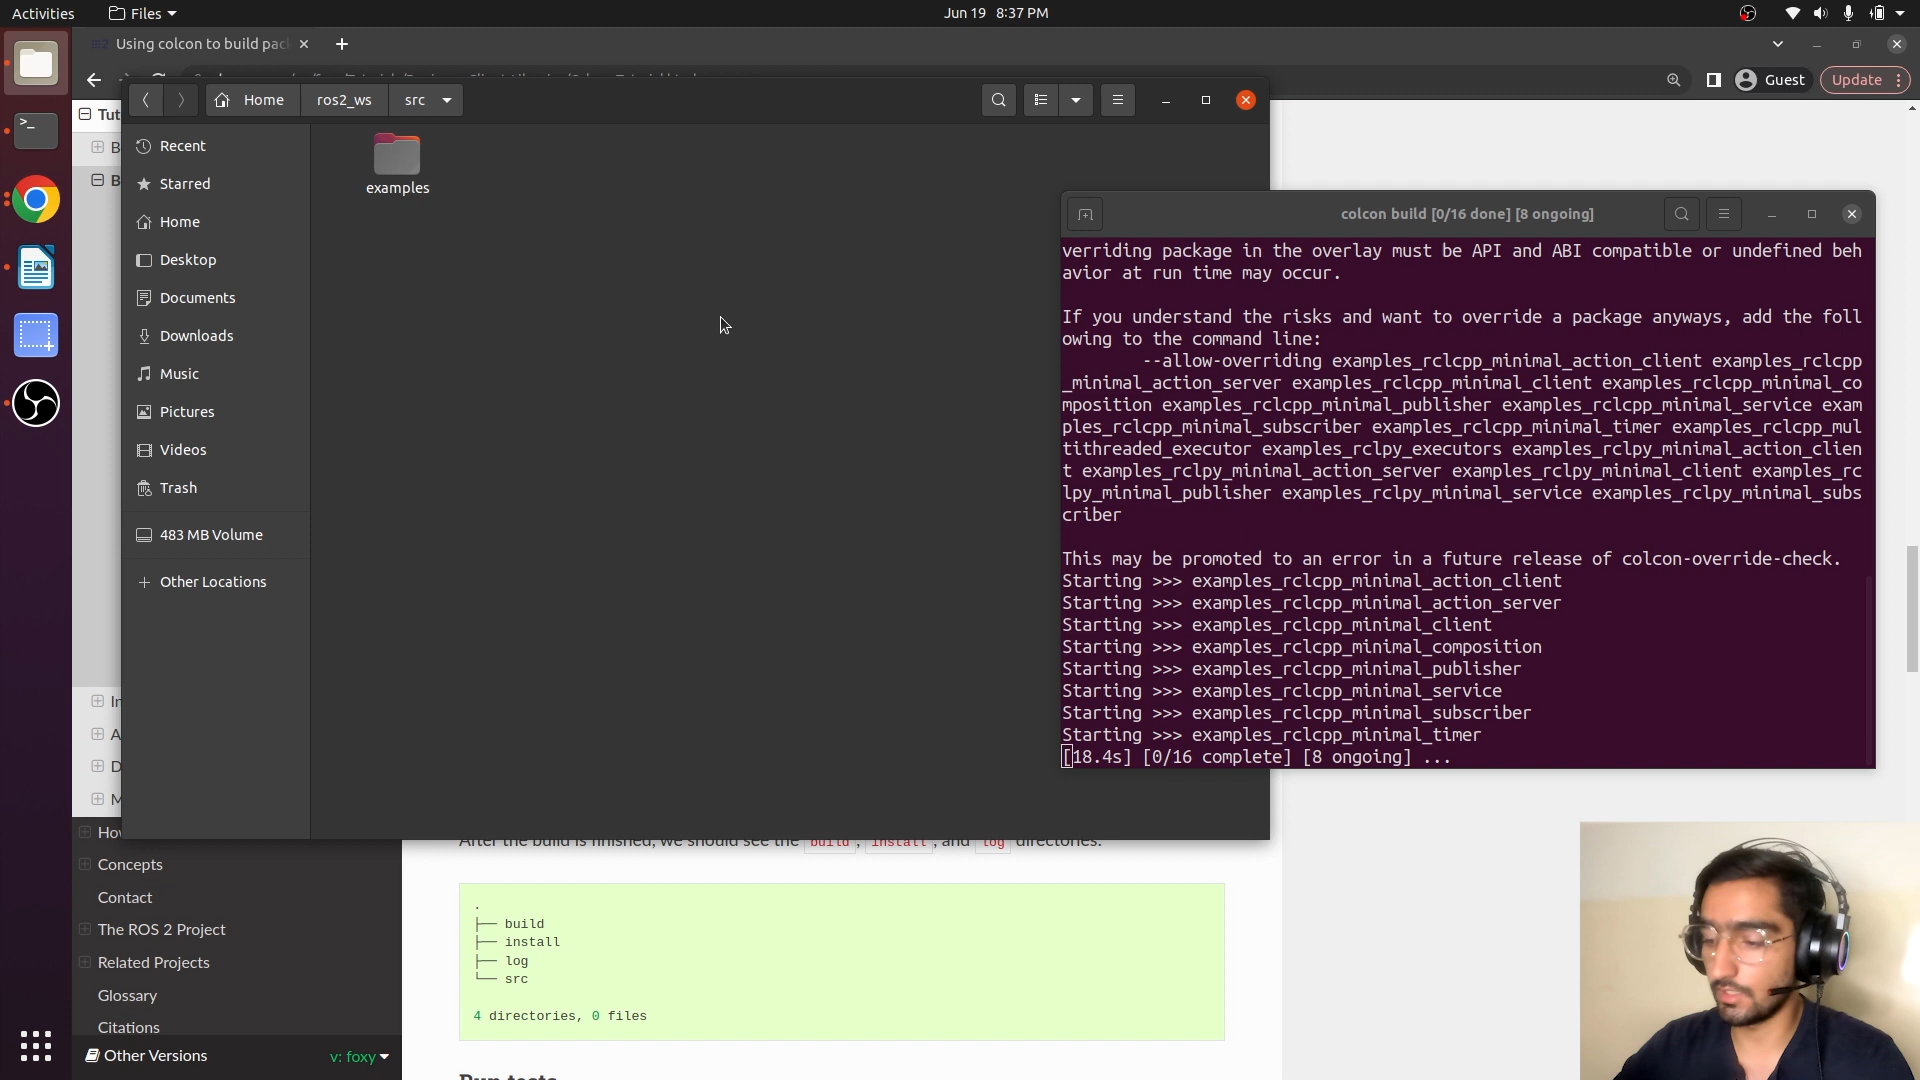 Activities
Files
Jun 19 8:37 PM
Using colcon to build pac
Guest
Update
Home
ros2_ws
src
Recent
Starred
Home
Desktop
Documents
Downloads
Music
Pictures
Videos
Trash
483 MB Volume
Other Locations
examples
colcon build [0/16 done] [8 ongoing]
verriding package in the overlay must be API and ABI compatible or undefined beh
avior at run time may occur.
If you understand the risks and want to override a package anyways, add the foll
owing to the command line:
--allow-overriding examples_rclcpp_minimal_action_client examples_rclcpp
_minimal_action_server examples_rclcpp_minimal_client examples_rclcpp_minimal_co
mposition examples_rclcpp_minimal_publisher examples_rclcpp_minimal_service exam
ples_rclcpp_minimal_subscriber examples_rclcpp_minimal_timer examples_rclcpp_mul
tithreaded_executor examples_rclpy_executors examples_rclpy_minimal_action_clien
t examples_rclpy_minimal_action_server examples_rclpy_minimal_client examples_rc
lpy_minimal_publisher examples_rclpy_minimal_service examples_rclpy_minimal_subs
criber
This may be promoted to an error in a future release of colcon-override-check.
Starting >>> examples_rclcpp_minimal_action_client
Starting >>> examples_rclcpp_minimal_action_server
Starting >>> examples_rclcpp_minimal_client
Starting >>> examples_rclcpp_minimal_composition
Starting >>> examples_rclcpp_minimal_publisher
Starting >>> examples_rclcpp_minimal_service
Starting >>> examples_rclcpp_minimal_subscriber
Starting >>> examples_rclcpp_minimal_timer
[18.4s] [0/16 complete] [8 ongoing] ...
Tut
B
B
In
A
D
M
How
Concepts
Contact
The ROS 2 Project
Related Projects
Glossary
Citations
Other Versions
v: foxy
After the build is finished, we should see the build, install, and log directories:
.
├── build
├── install
├── log
└── src
4 directories, 0 files
Run tests